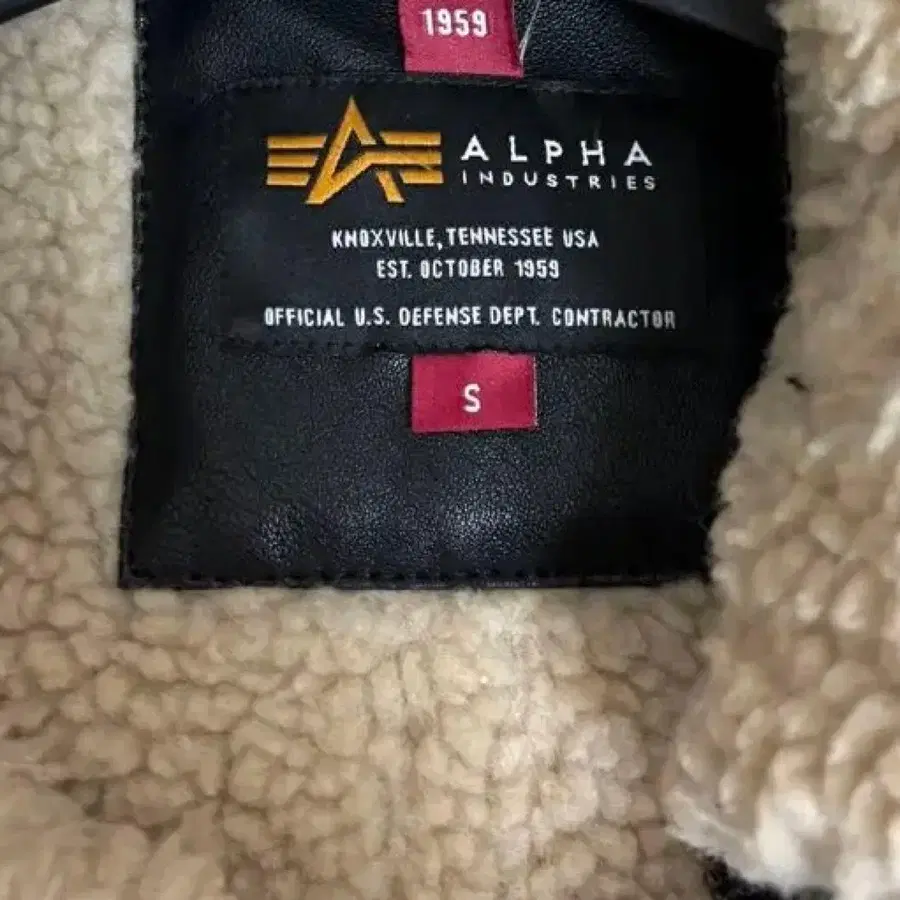 1959
ALPHA
INDUSTRIES
KNOXVILLE, TENNESSEE USA
EST. OCTOBER 1959
OFFICIAL U.S. DEFENSE DEPT. CONTRACTOR
S